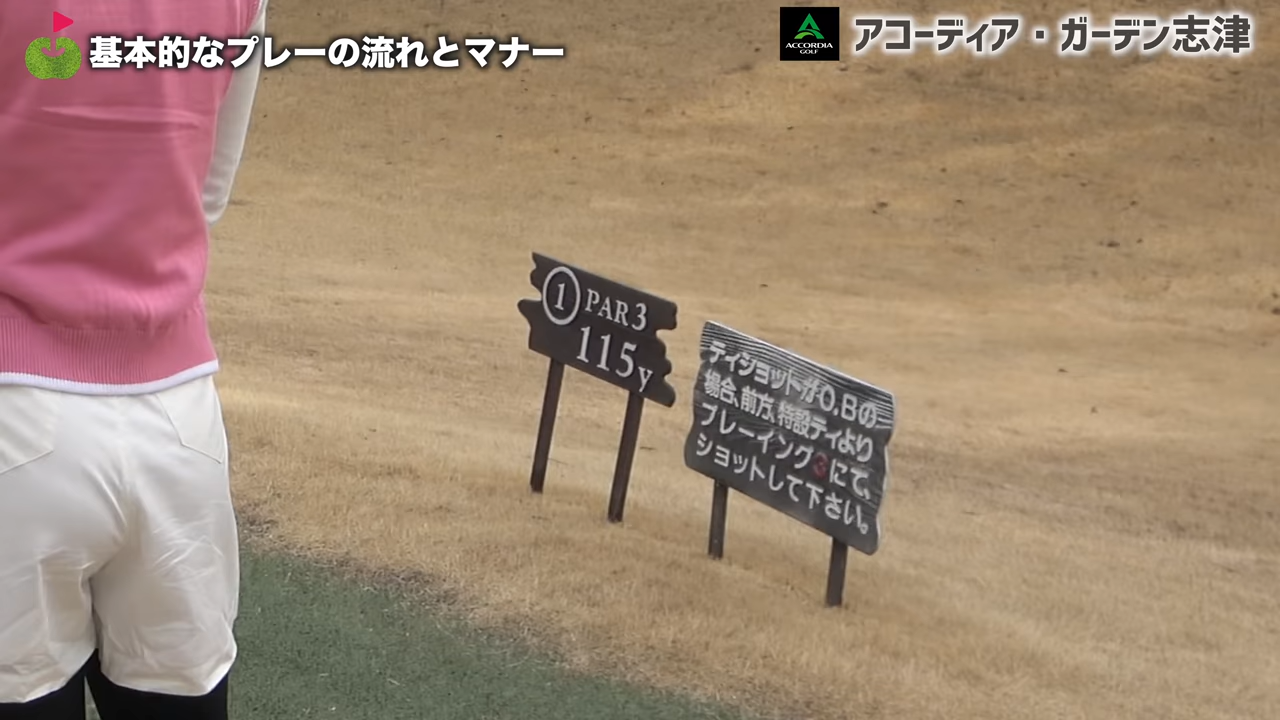 基本的なプレーの流れとマナー
ACCORDIA
GOLF
アコーディア・ガーデン志津
① PAR3
115y
ティショットがO.Bの
場合、前方、特設ティより
プレーイング3にて、
ショットして下さい。